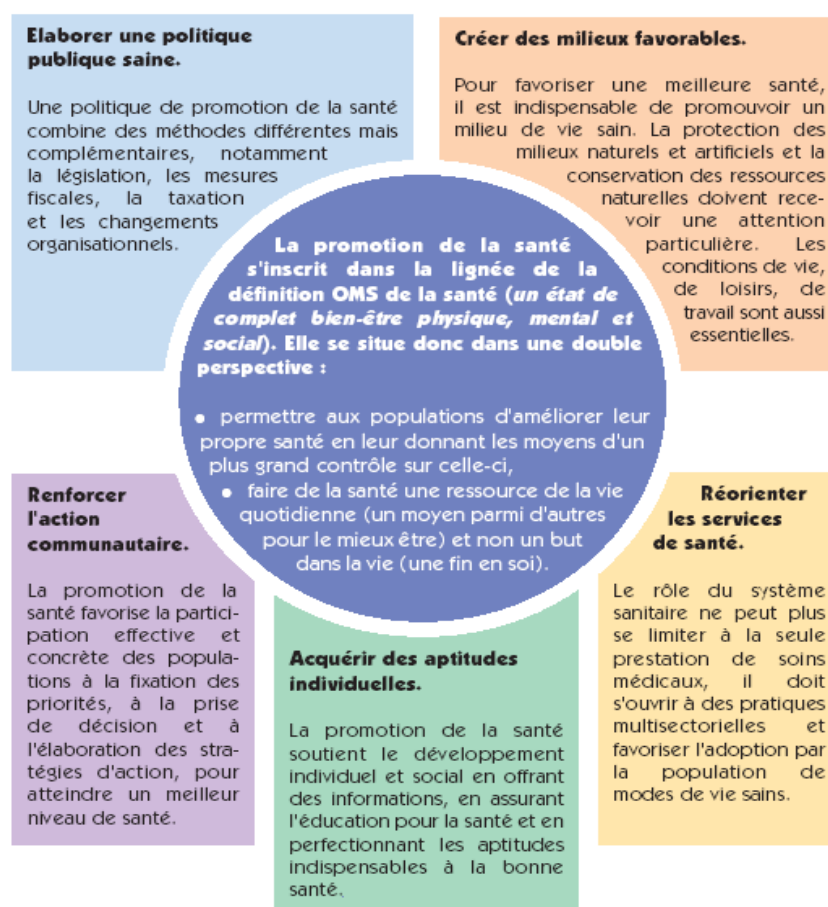 Elaborer une politique
publique saine.
Une politique de promotion de la santé
combine des méthodes différentes mais
complémentaires, notamment
la législation, les mesures
fiscales, la taxation
et les changements
organisationnels.
Créer des milieux favorables.
Pour favoriser une meilleure santé,
il est indispensable de promouvoir un
milieu de vie sain. La protection des
milieux naturels et artificiels et la
conservation des ressources
naturelles doivent rece-
voir une attention
particulière. Les
conditions de vie,
de loisirs, de
travail sont aussi
essentielles.
La promotion de la santé
s'inscrit dans la lignée de la
définition OMS de la santé (un état de
complet bien-être physique, mental et
social). Elle se situe donc dans une double
perspective :
• permettre aux populations d'améliorer leur
propre santé en leur donnant les moyens d'un
plus grand contrôle sur celle-ci,
• faire de la santé une ressource de la vie
quotidienne (un moyen parmi d'autres
pour le mieux être) et non un but
dans la vie (une fin en soi).
Renforcer
l'action
communautaire.
La promotion de la
santé favorise la partici-
pation effective et
concrète des popula-
tions à la fixation des
priorités, à la prise
de décision et à
l'élaboration des stra-
tégies d'action, pour
atteindre un meilleur
niveau de santé.
Acquérir des aptitudes
individuelles.
La promotion de la santé
soutient le développement
individuel et social en offrant
des informations, en assurant
l'éducation pour la santé et en
perfectionnant les aptitudes
indispensables à la bonne
santé.
Réorienter
les services
de santé.
Le rôle du système
sanitaire ne peut plus
se limiter à la seule
prestation de soins
médicaux, il doit
s'ouvrir à des pratiques
multisectorielles et
favoriser l'adoption par
la population de
modes de vie sains.